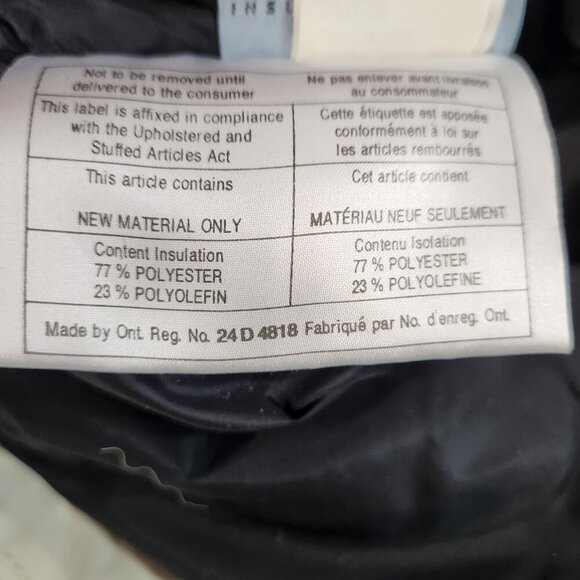 INSU
Not to be removed until
delivered to the consumer
Ne pas enlever avant livraison
au consommateur
This label is affixed in compliance
with the Upholstered and
Stuffed Articles Act
Cette étiquette est apposée
conformément à loi sur
les articles rembourrés
This article contains
NEW MATERIAL ONLY
Cet article contient
MATÉRIAU NEUF SEULEMENT
Content Insulation
77 % POLYESTER
23 % POLYOLEFIN
Contenu Isolation
77 % POLYESTER
23 % POLYOLEFINE
Made by Ont. Reg. No. 24D4818 Fabriqué par No. d'enreg. Ont.